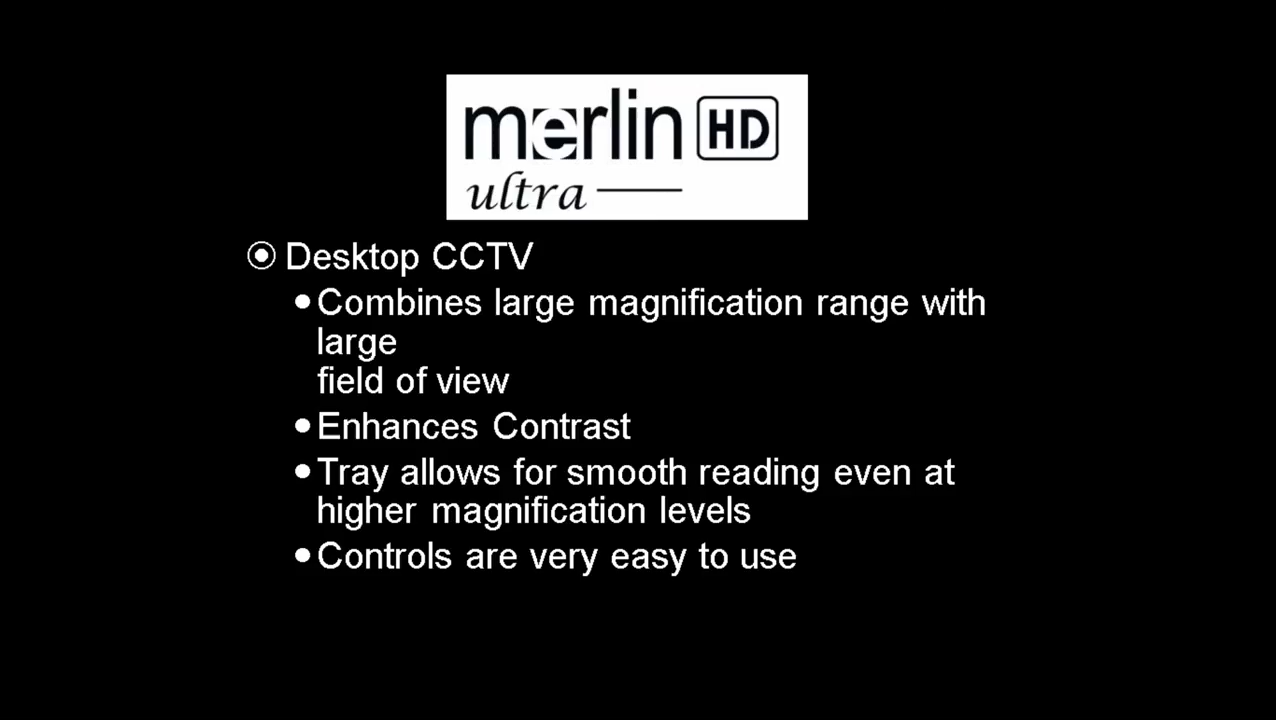 merlin HD
ultra
Desktop CCTV
Combines large magnification range with
large
field of view
Enhances Contrast
Tray allows for smooth reading even at
higher magnification levels
Controls are very easy to use